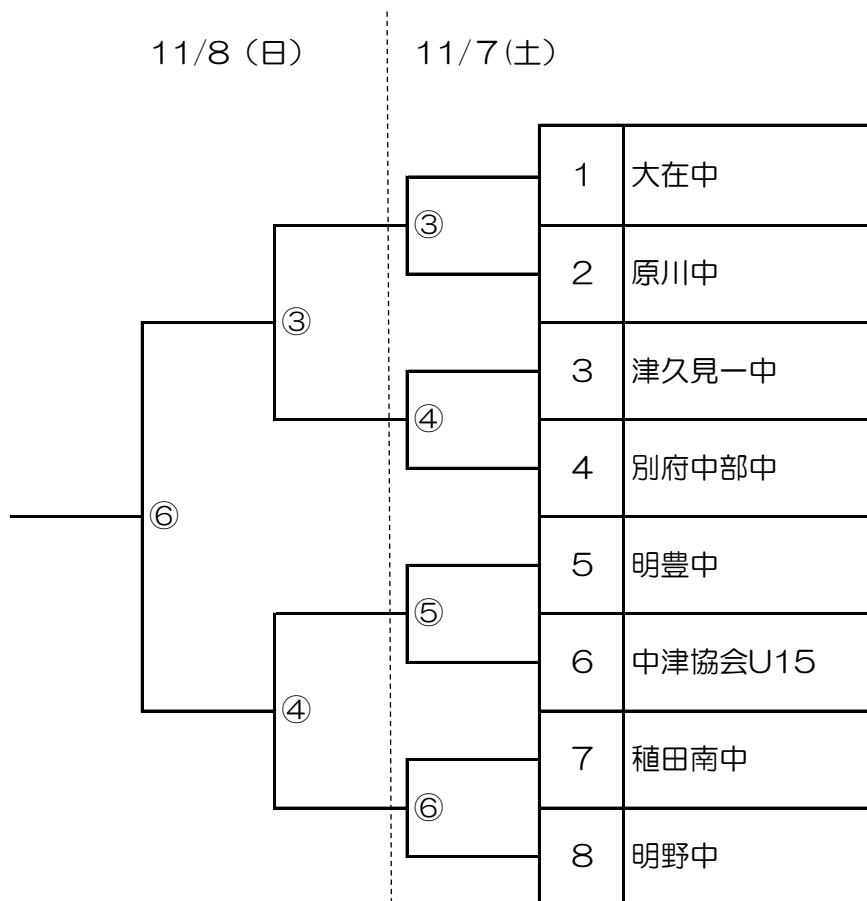 11/8（日）
11/7(土)
1 大在中
③
2 原川中
③
3 津久見一中
④
4 別府中部中
⑥
5 明豊中
⑤
6 中津協会U15
④
7 稙田南中
⑥
8 明野中